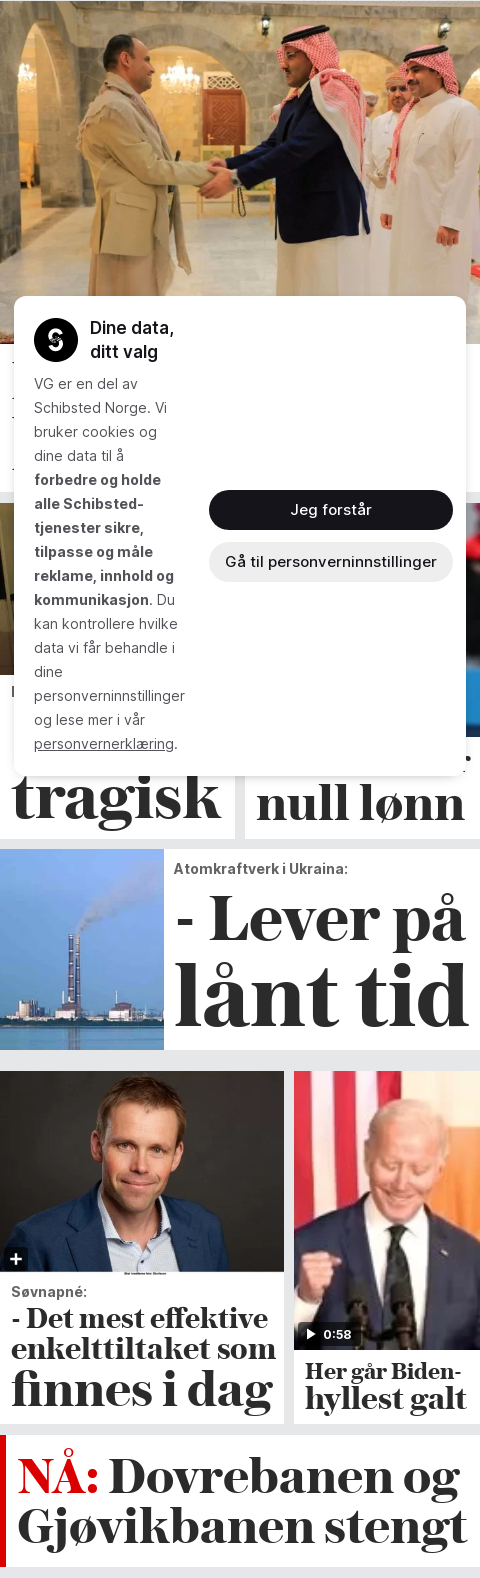 Dine data,
ditt valg
VG er en del av
Schibsted Norge. Vi
bruker cookies og
dine data til å
forbedre og holde
alle Schibsted-
tjenester sikre,
tilpasse og måle
reklame, innhold og
kommunikasjon. Du
kan kontrollere hvilke
data vi får behandle i
dine
personverninnstillinger
og lese mer i vår
personvernerklæring.
Jeg forstår
Gå til personverninnstillinger
tragisk
null lønn
Atomkraftverk i Ukraina:
- Lever på
lånt tid
Søvnapné:
- Det mest effektive
enkelttiltaket som
finnes i dag
0:58
Her går Biden-
hyllest galt
NÅ: Dovrebanen og
Gjøvikbanen stengt